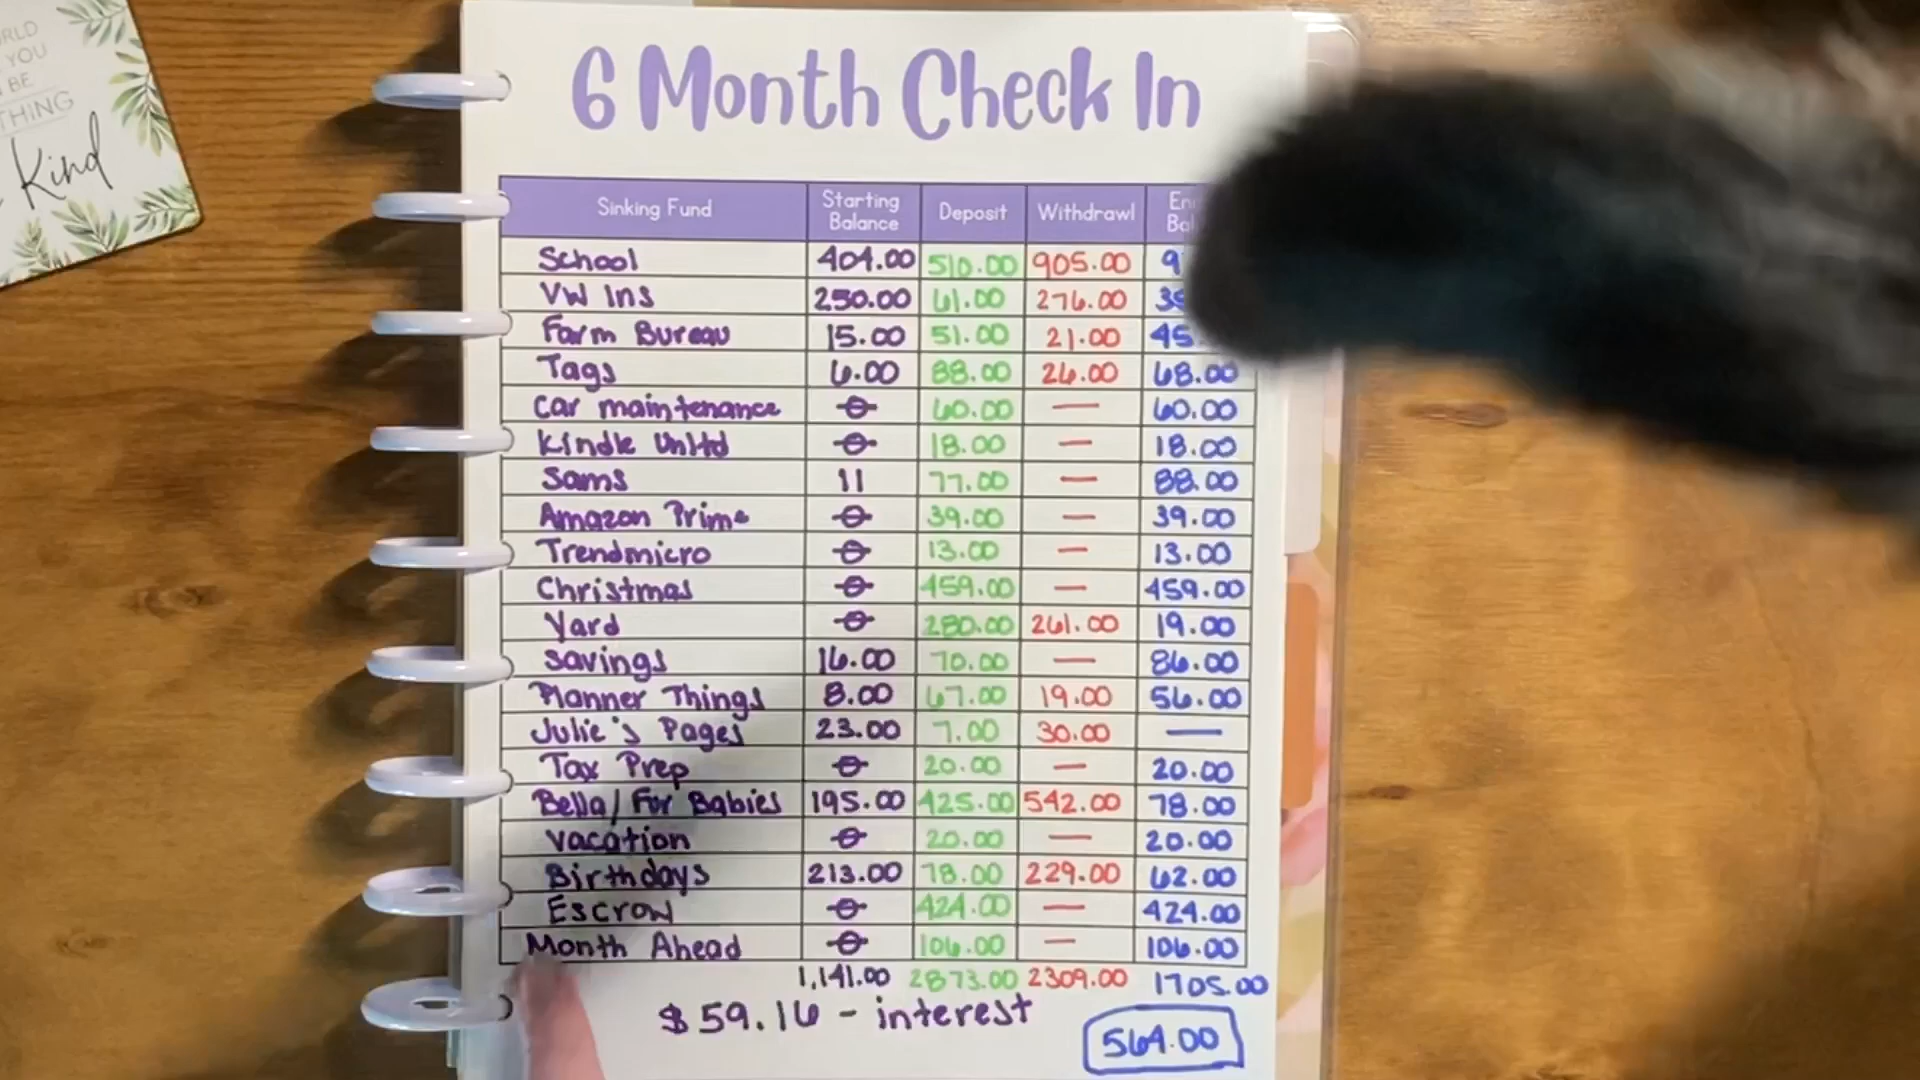 RLD
YOU
BE
THING
Kind
6 Month Check In
Sinking Fund Starting Balance Deposit Withdrawl
School 404.00 510.00 905.00
VW Ins 250.00 61.00 276.00
Farm Bureau 15.00 51.00 21.00 45
Tags 6.00 88.00 26.00 68.00
Car maintenance 0 60.00 — 60.00
Kindle Unltd 0 18.00 — 18.00
Sams 11 77.00 — 88.00
Amazon Prime 0 39.00 — 39.00
Trendmicro 0 13.00 — 13.00
Christmas 0 459.00 — 459.00
Yard 0 280.00 261.00 19.00
Savings 16.00 70.00 — 86.00
Planner Things 8.00 67.00 19.00 56.00
Julie's Pages 23.00 7.00 30.00 —
Tax Prep 0 20.00 — 20.00
Bella/Fur Babies 195.00 425.00 542.00 78.00
Vacation 0 20.00 — 20.00
Birthdays 213.00 78.00 229.00 62.00
Escrow 0 424.00 — 424.00
Month Ahead 0 106.00 — 106.00
1,141.00 2873.00 2309.00 1705.00
$59.16 - interest
564.00